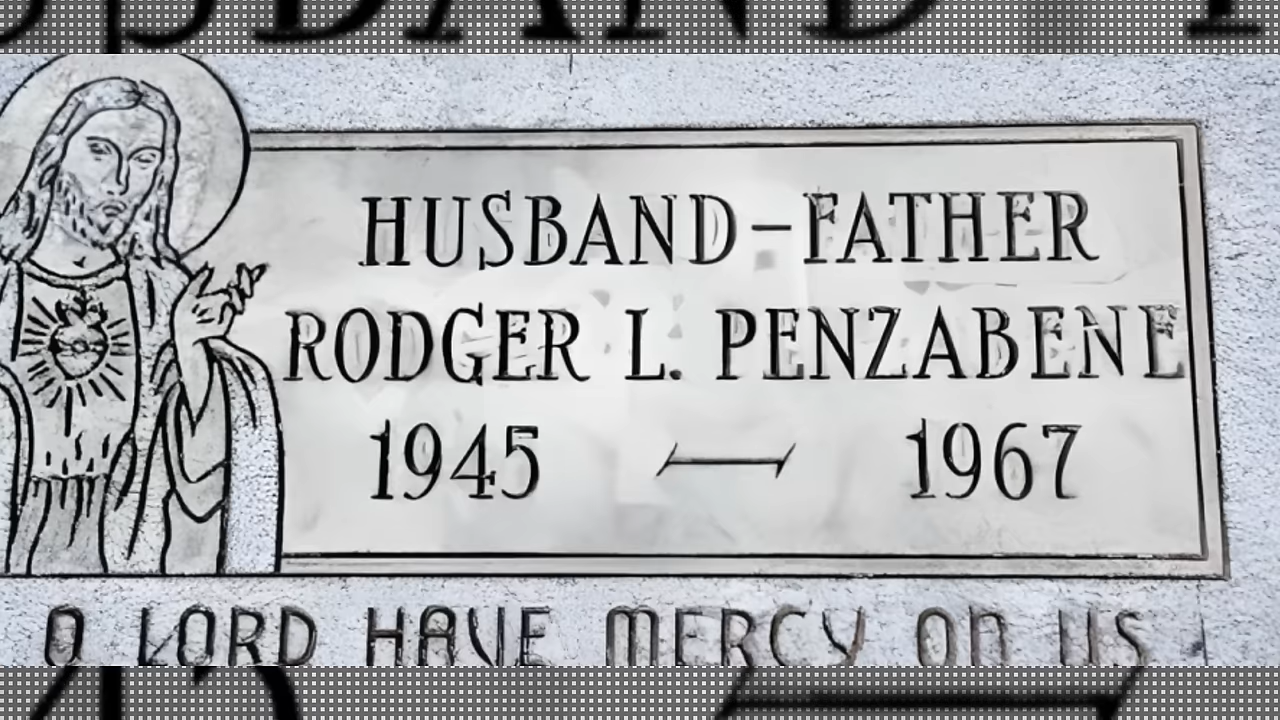 HUSBAND-FATHER
RODGER L. PENZABENE
1945 — 1967
O LORD HAVE MERCY ON US